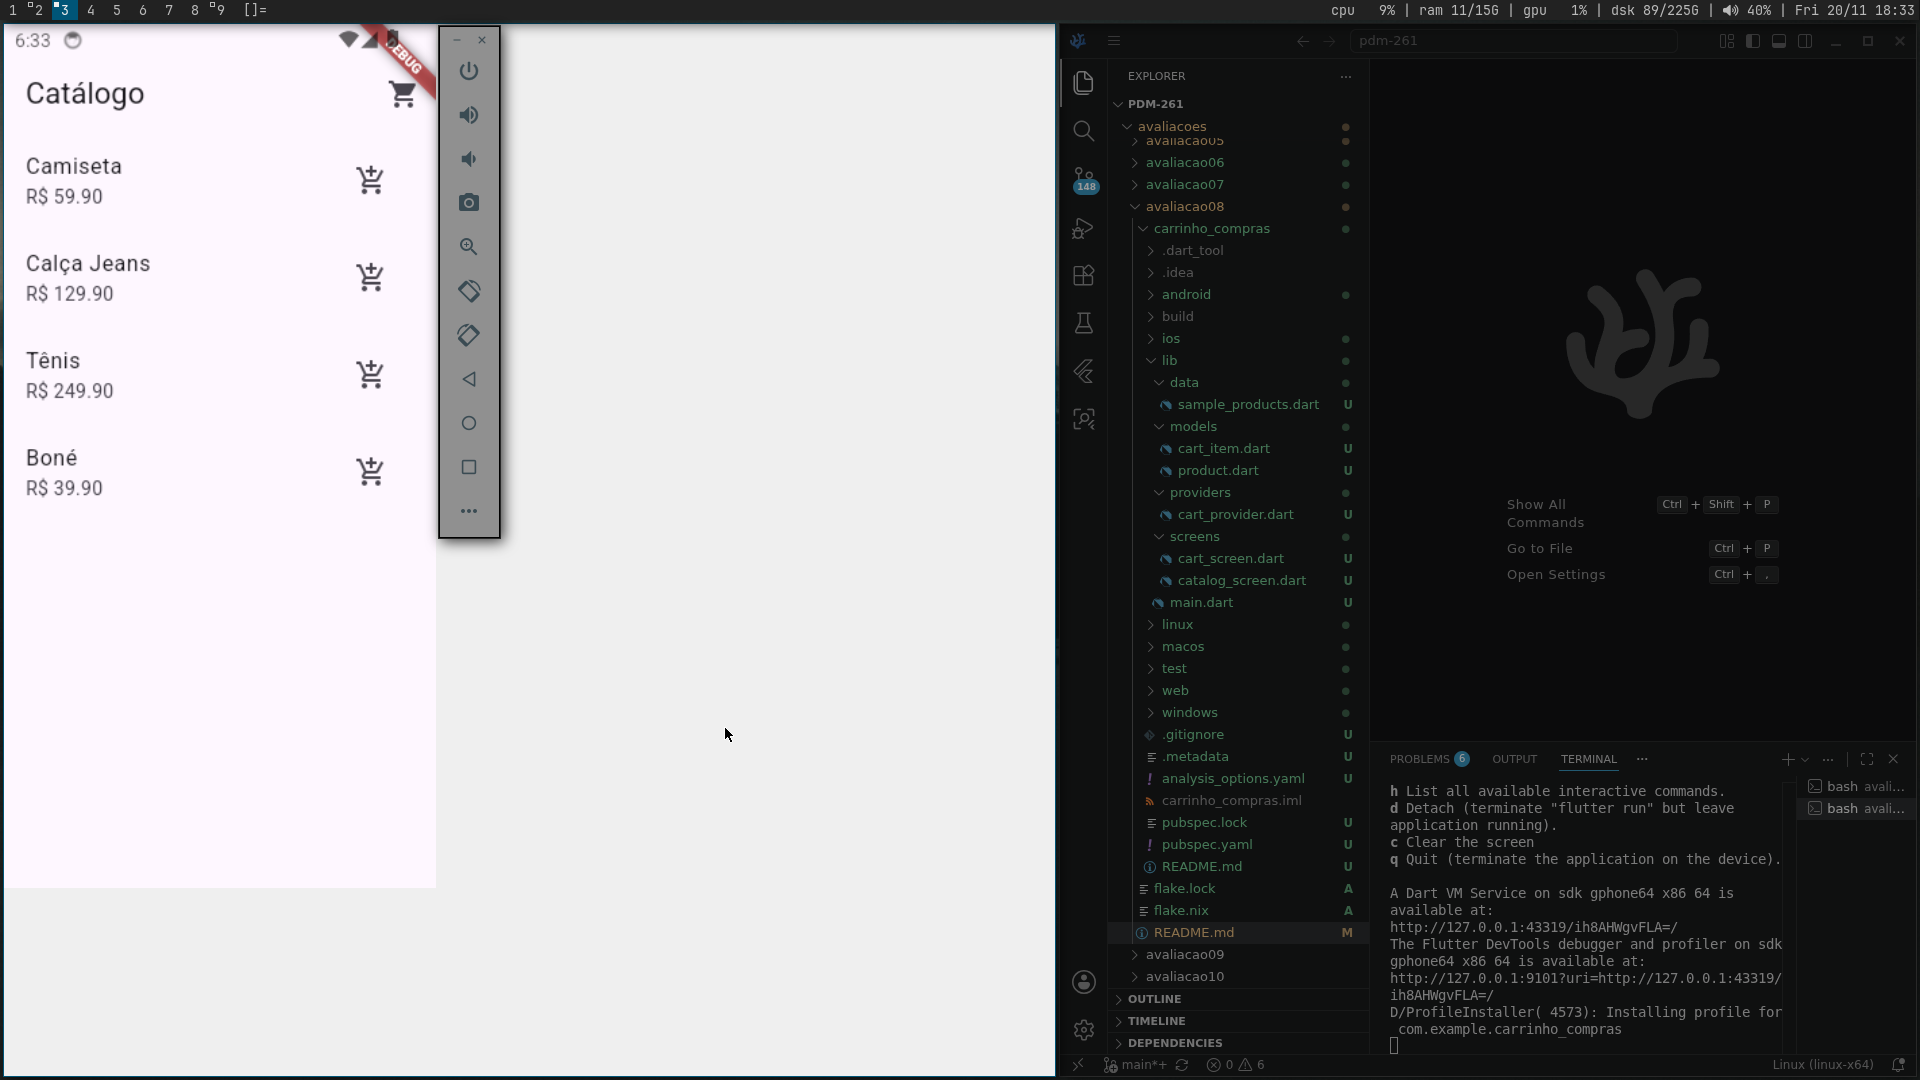 1 2 3 4 5 6 7 8 9 []=
cpu 9% | ram 11/15G | gpu 1% | dsk 89/225G | 40% | Fri 20/11 18:33
6:33
DEBUG
Catálogo
Camiseta
R$ 59.90
Calça Jeans
R$ 129.90
Tênis
R$ 249.90
Boné
R$ 39.90
pdm-261
148
EXPLORER
PDM-261
avaliacoes
avaliacao05
avaliacao06
avaliacao07
avaliacao08
carrinho_compras
.dart_tool
.idea
android
build
ios
lib
data
sample_products.dart U
models
cart_item.dart U
product.dart U
providers
cart_provider.dart U
screens
cart_screen.dart U
catalog_screen.dart U
main.dart U
linux
macos
test
web
windows
.gitignore U
.metadata U
analysis_options.yaml U
carrinho_compras.iml
pubspec.lock U
pubspec.yaml U
README.md U
flake.lock A
flake.nix A
README.md M
avaliacao09
avaliacao10
OUTLINE
TIMELINE
DEPENDENCIES
Show All
Commands
Ctrl + Shift + P
Go to File Ctrl + P
Open Settings Ctrl + ,
PROBLEMS 6 OUTPUT TERMINAL
h List all available interactive commands.
d Detach (terminate "flutter run" but leave
application running).
c Clear the screen
q Quit (terminate the application on the device).
A Dart VM Service on sdk gphone64 x86 64 is
available at:
http://127.0.0.1:43319/ih8AHWgvFLA=/
The Flutter DevTools debugger and profiler on sdk
gphone64 x86 64 is available at:
http://127.0.0.1:9101?uri=http://127.0.0.1:43319/
ih8AHWgvFLA=/
D/ProfileInstaller( 4573): Installing profile for
com.example.carrinho_compras
bash avali...
bash avali...
main*+ 0 6
Linux (linux-x64)